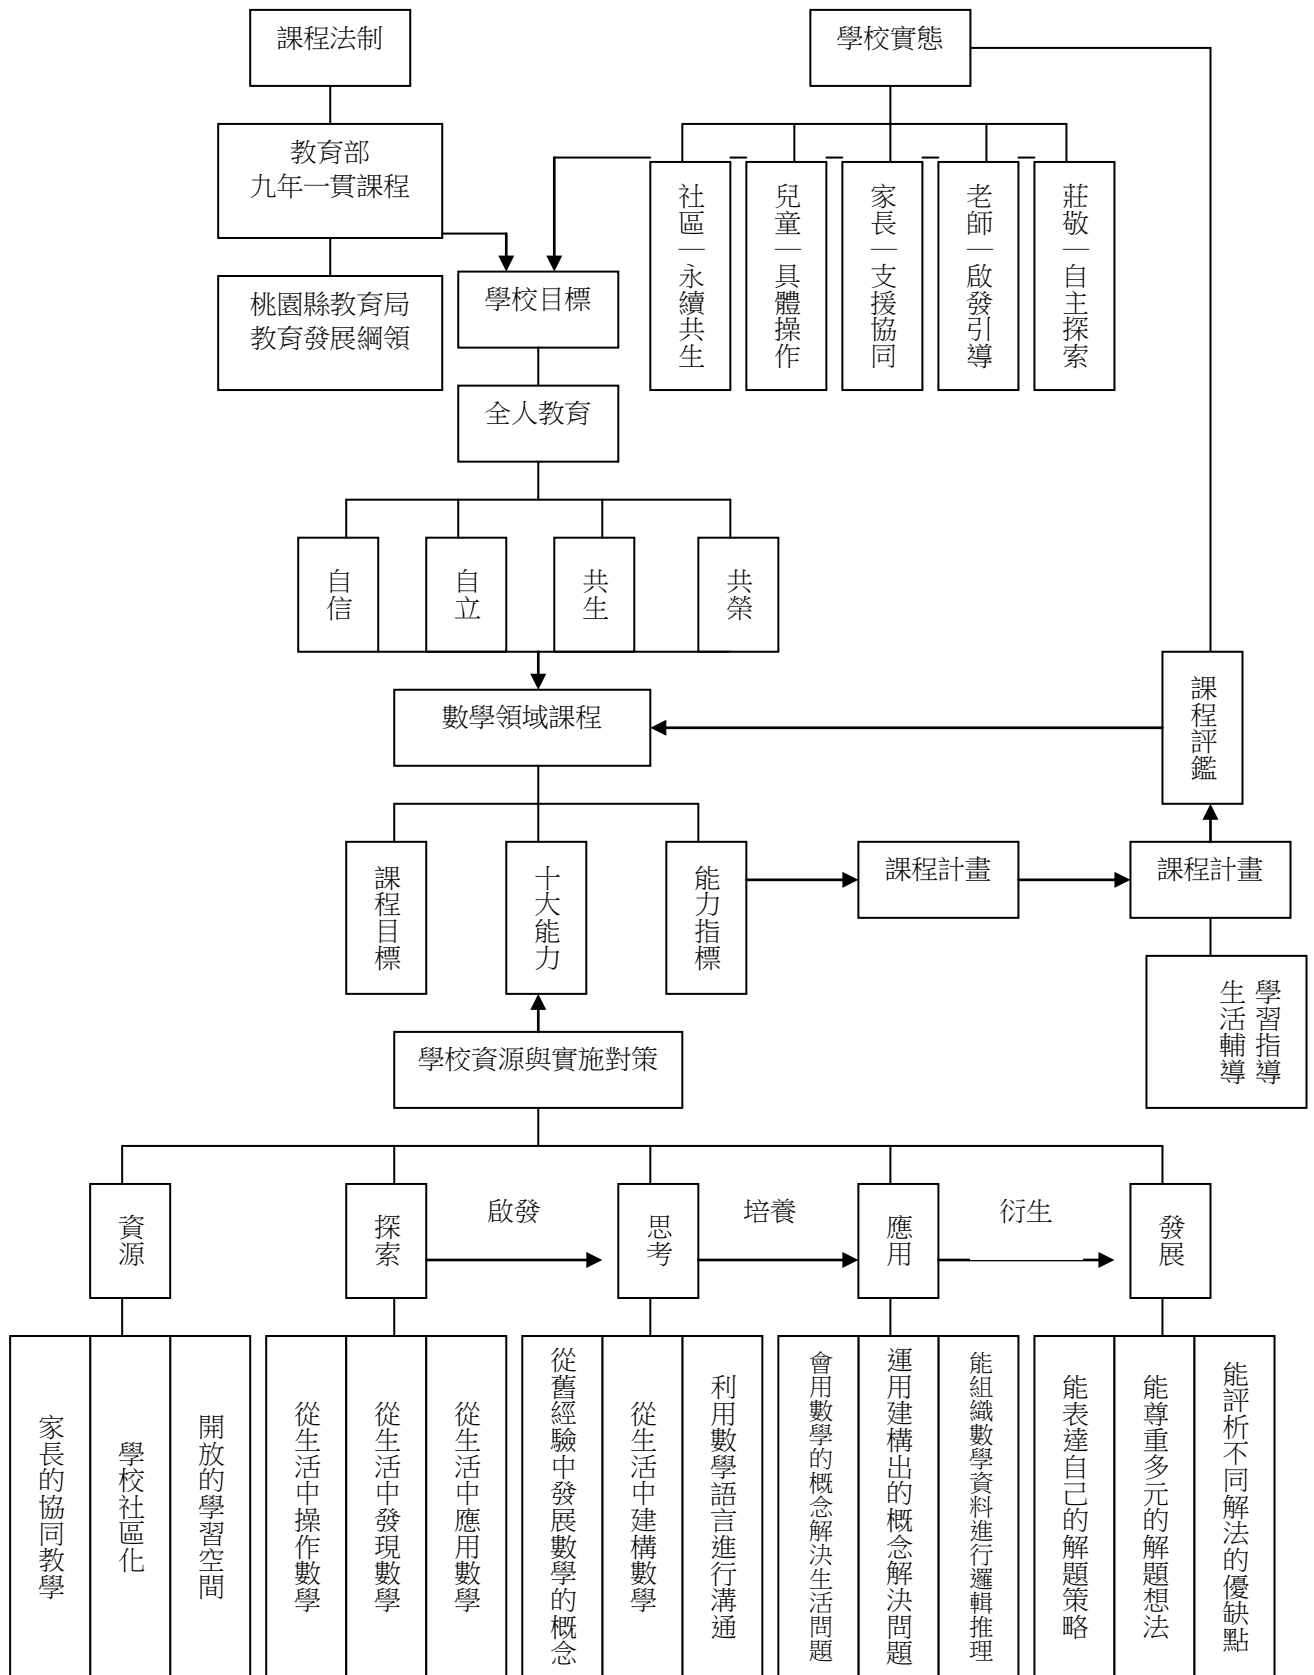 課程法制
學校實態
教育部
九年一貫課程
桃園縣教育局
教育發展綱領
學校目標
社區｜永續共生
兒童｜具體操作
家長｜支援協同
老師｜啟發引導
莊敬｜自主探索
全人教育
自信
自立
共生
共榮
數學領域課程
課程評鑑
課程目標
十大能力
能力指標
課程計畫
課程計畫
學習指導
生活輔導
學校資源與實施對策
資源
探索
啟發
思考
培養
應用
衍生
發展
家長的協同教學
學校社區化
開放的學習空間
從生活中操作數學
從生活中發現數學
從生活中應用數學
從舊經驗中發展數學的概念
從生活中建構數學
利用數學語言進行溝通
會用數學的概念解決生活問題
運用建構出的概念解決問題
能組織數學資料進行邏輯推理
能表達自己的解題策略
能尊重多元的解題想法
能評析不同解法的優缺點